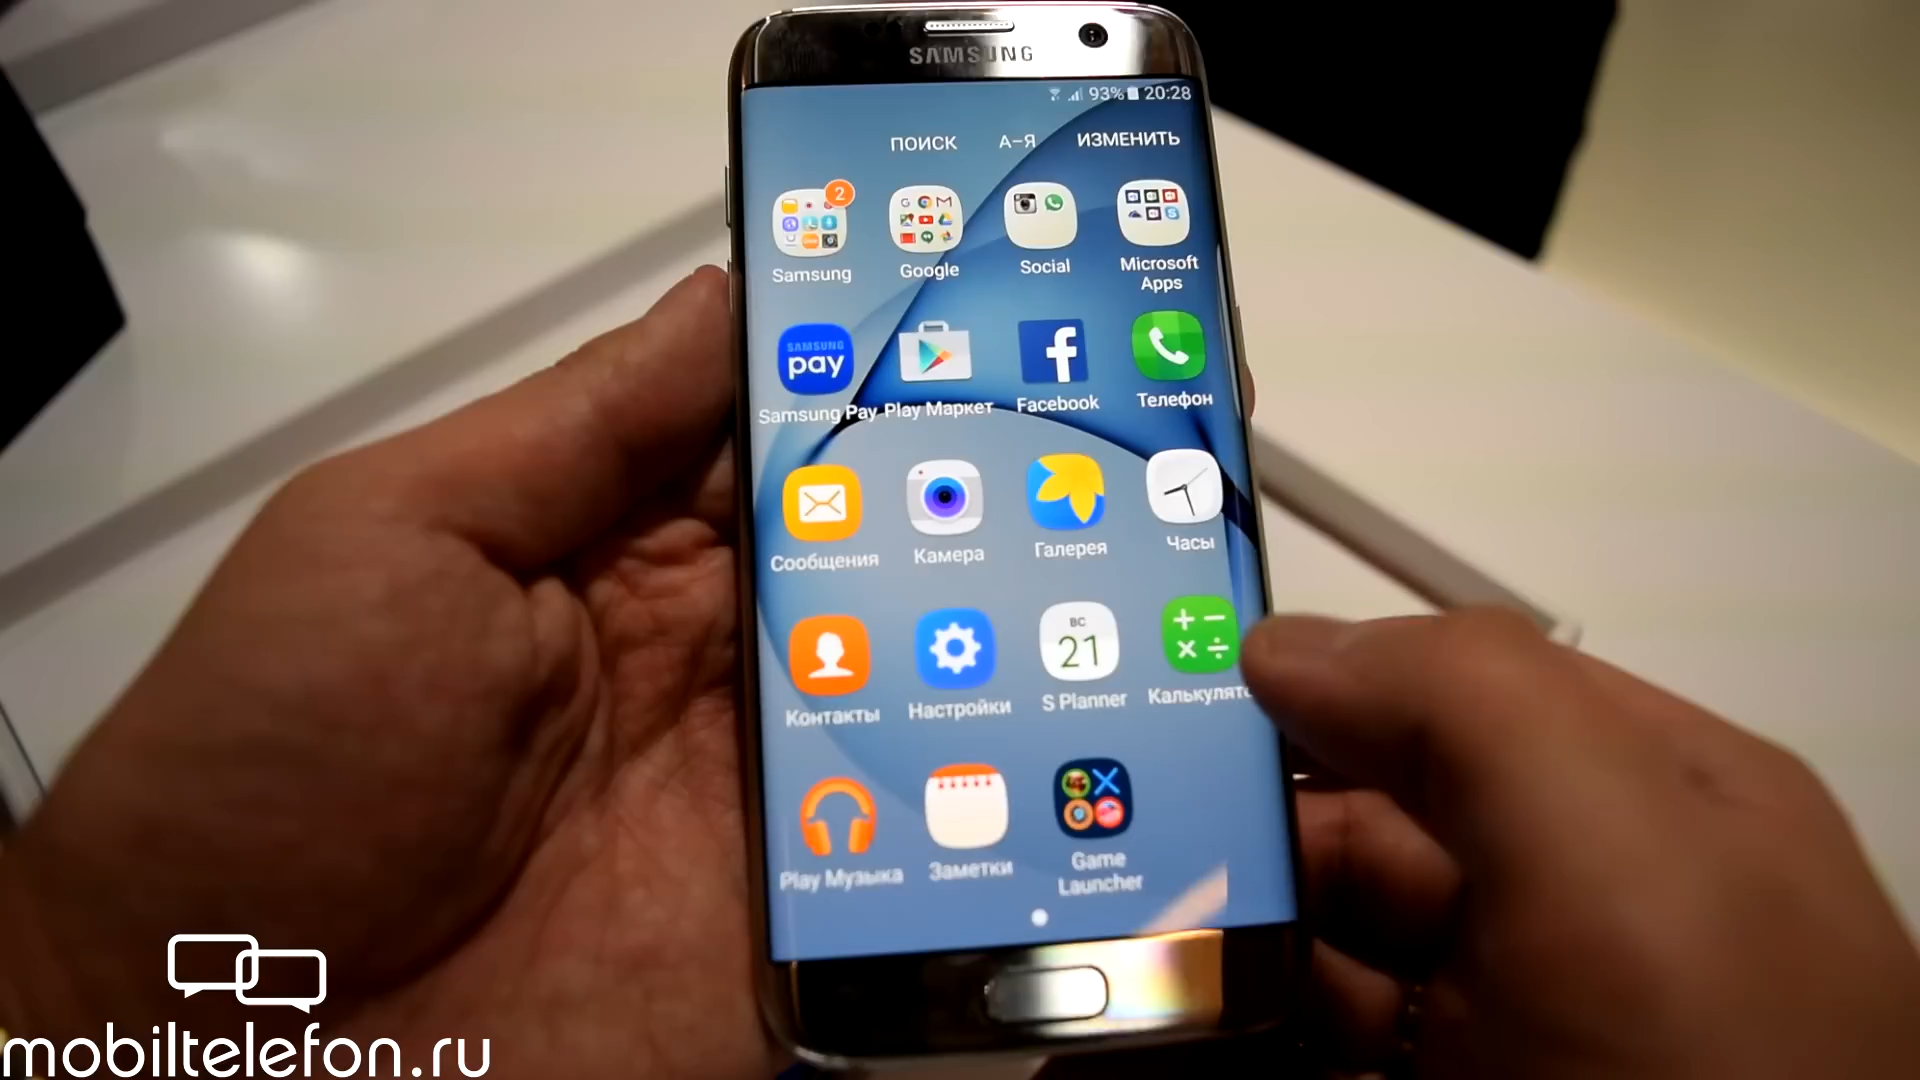 SAMSUNG
93% 20:28
ПОИСК А-Я ИЗМЕНИТЬ
2
Samsung Google Social Microsoft Apps
SAMSUNG pay
Samsung Pay Play Маркет Facebook Телефон
Сообщения Камера Галерея Часы
ВС
21
Контакты Настройки S Planner Калькулято
Play Музыка Заметки Game Launcher
mobiltelefon.ru